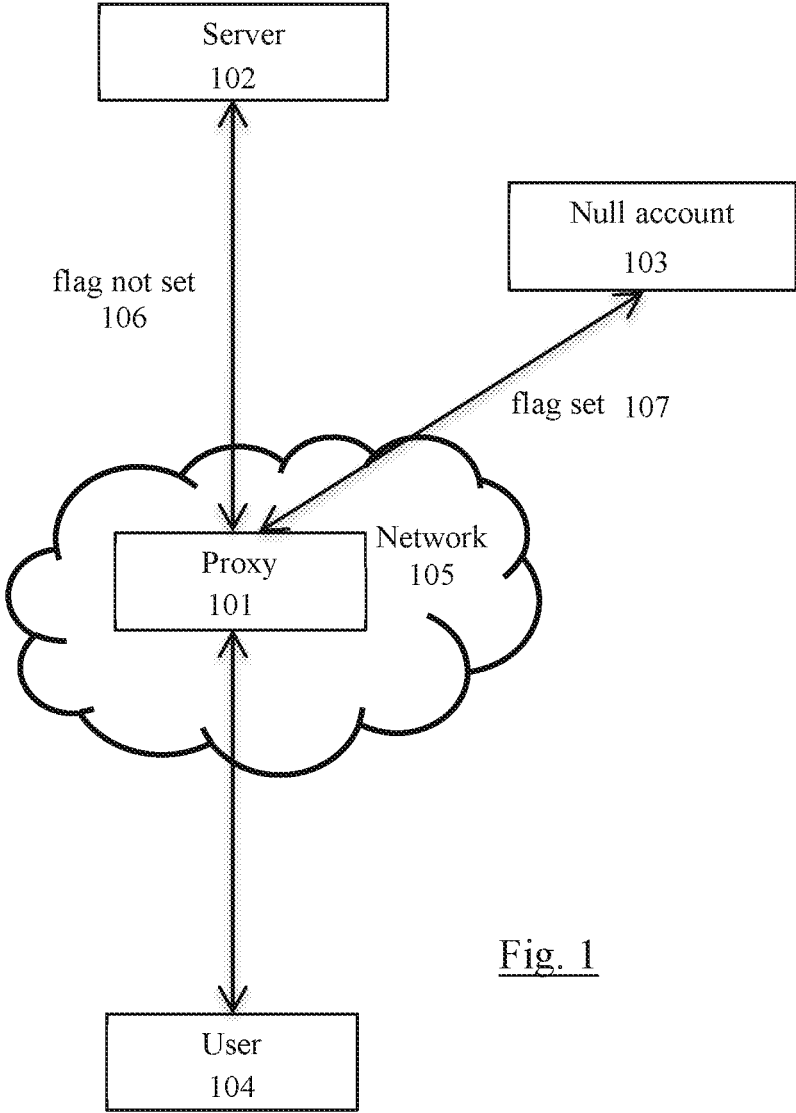 Server
102
Null account
103
flag not set
106
flag set 107
Network
105
Proxy
101
Fig. 1
User
104